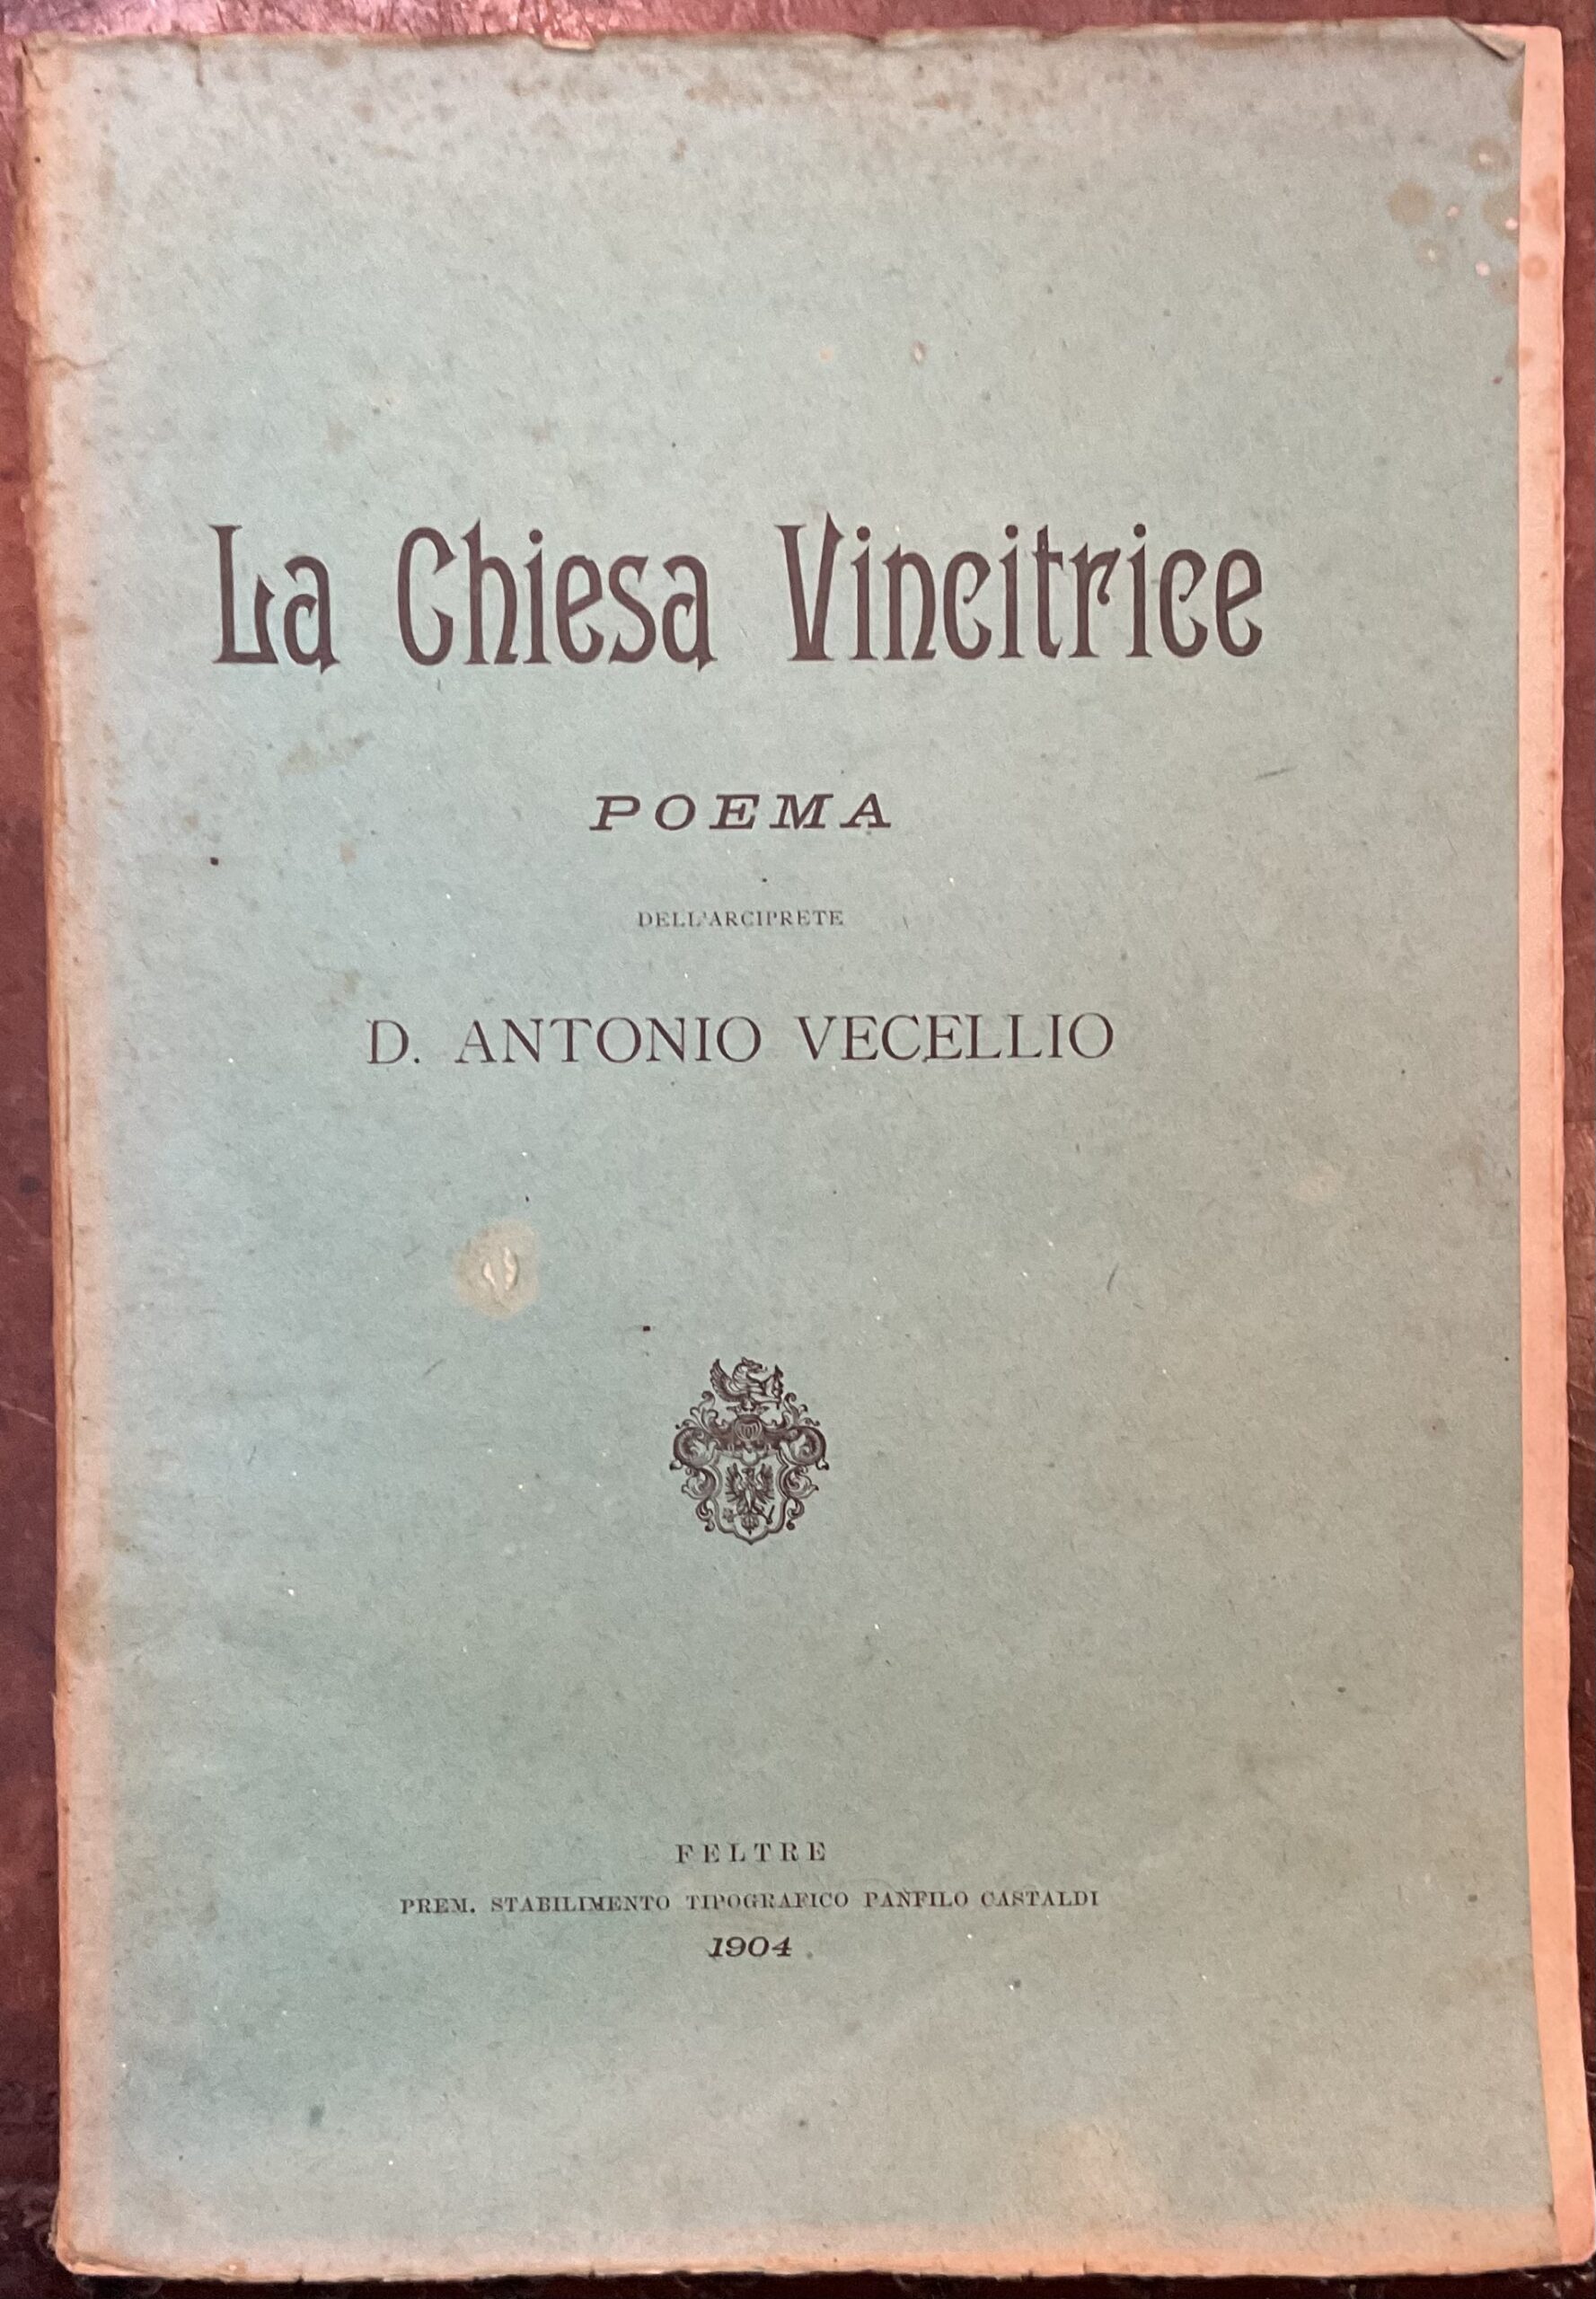 La Chiesa Vincitrice
POEMA
DELL'ARCIPRETE
D. ANTONIO VECELLIO
FELTRE
PREM. STABILIMENTO TIPOGRAFICO PANFILO CASTALDI
1904